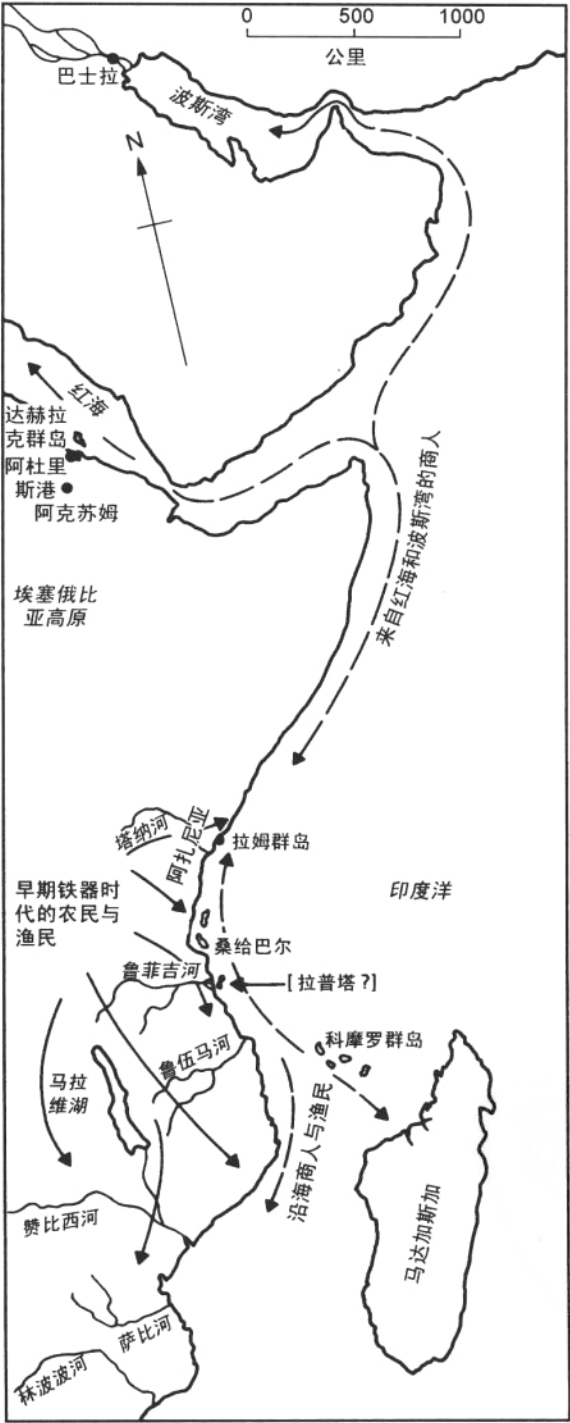 0 500 1000
公里
巴士拉
波斯湾
N
红海
达赫拉
克群岛
阿杜里
斯港
阿克苏姆
来自红海和波斯湾的商人
埃塞俄比
亚高原
塔纳河
阿扎尼亚
拉姆群岛
早期铁器时
代的农民与
渔民
印度洋
桑给巴尔
鲁菲吉河
[拉普塔?]
科摩罗群岛
鲁伍马河
马拉
维湖
沿海商人与渔民
马达加斯加
赞比西河
萨比河
林波波河